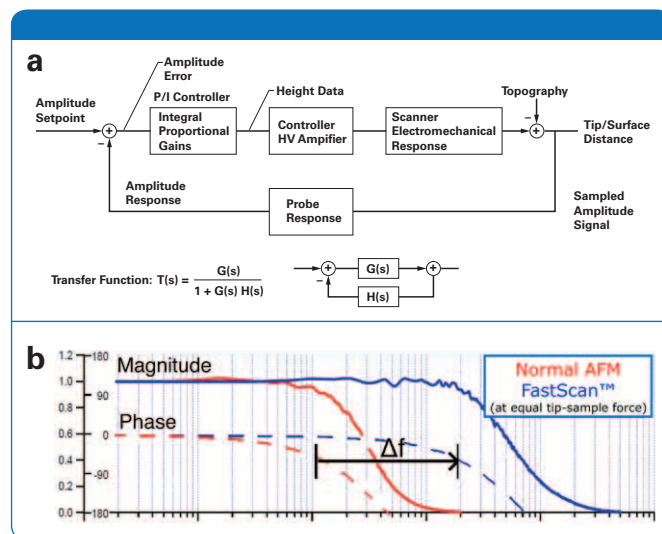 a
Amplitude
Error
P/I Controller
Height Data
Topography
Amplitude
Setpoint
+
−
Integral
Proportional
Gains
Controller
HV Ampifier
Scanner
Electromechanical
Response
−
+
Tip/Surface
Distance
Amplitude
Response
Probe
Response
Sampled
Amplitude
Signal
Transfer Function: T(s) = G(s)
1 + G(s) H(s)
+
−
G(s)
+
H(s)
b
1.2
1.0
0.8
0.6
0.4
0.2
0.0
180
90
0
-90
-180
Magnitude
Phase
Δf
Normal AFM
FastScan™
(at equal tip-sample force)